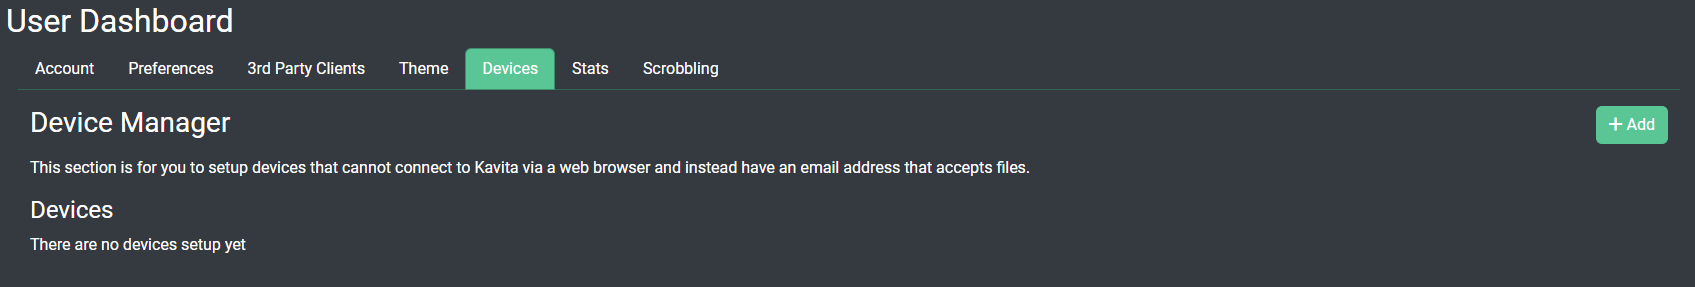 User Dashboard
Account Preferences 3rd Party Clients Theme Devices Stats Scrobbling
Device Manager
+ Add
This section is for you to setup devices that cannot connect to Kavita via a web browser and instead have an email address that accepts files.
Devices
There are no devices setup yet